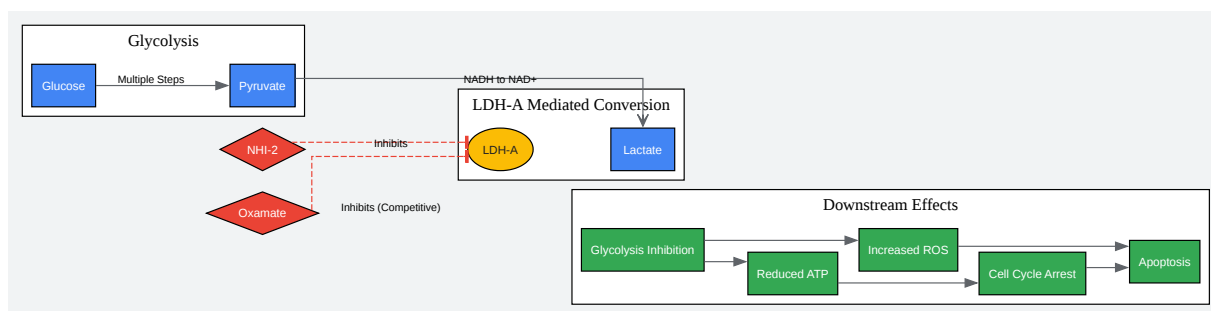 Glycolysis
Glucose
Multiple Steps
Pyruvate
NADH to NAD+
LDH-A Mediated Conversion
NHI-2
Inhibits
LDH-A
Lactate
Oxamate
Inhibits (Competitive)
Downstream Effects
Glycolysis Inhibition
Increased ROS
Reduced ATP
Cell Cycle Arrest
Apoptosis